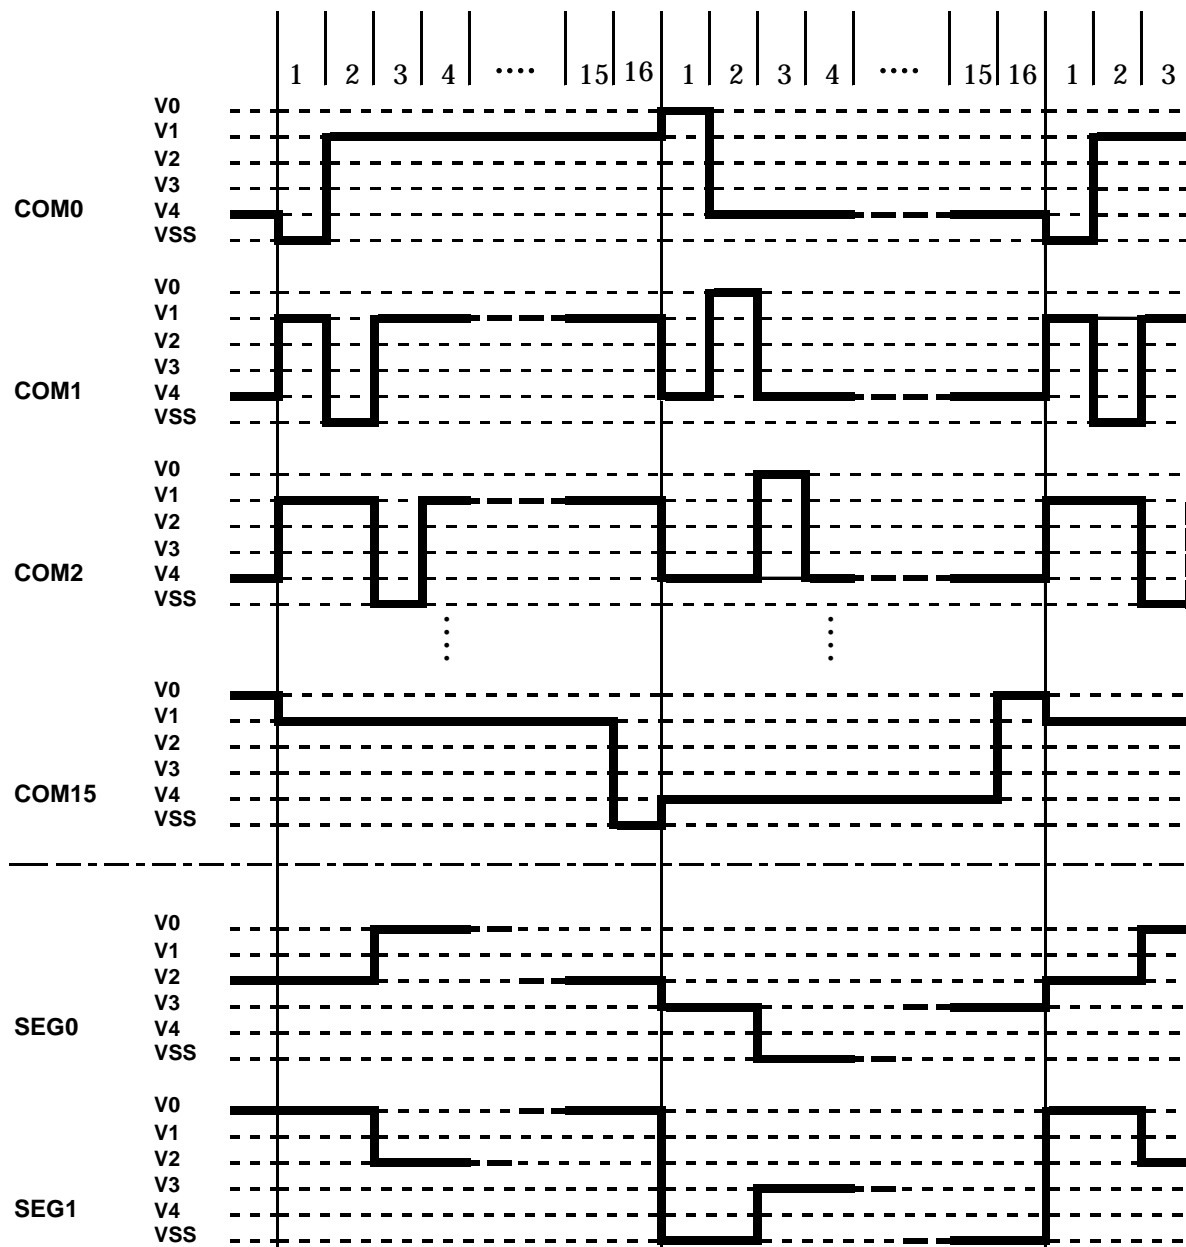 1 2 3 4 .... 15 16 1 2 3 4 .... 15 16 1 2 3
V0
V1
V2
V3
COM0 V4
VSS
V0
V1
V2
V3
COM1 V4
VSS
V0
V1
V2
V3
COM2 V4
VSS
V0
V1
V2
V3
COM15 V4
VSS
V0
V1
V2
V3
SEG0 V4
VSS
V0
V1
V2
V3
SEG1 V4
VSS